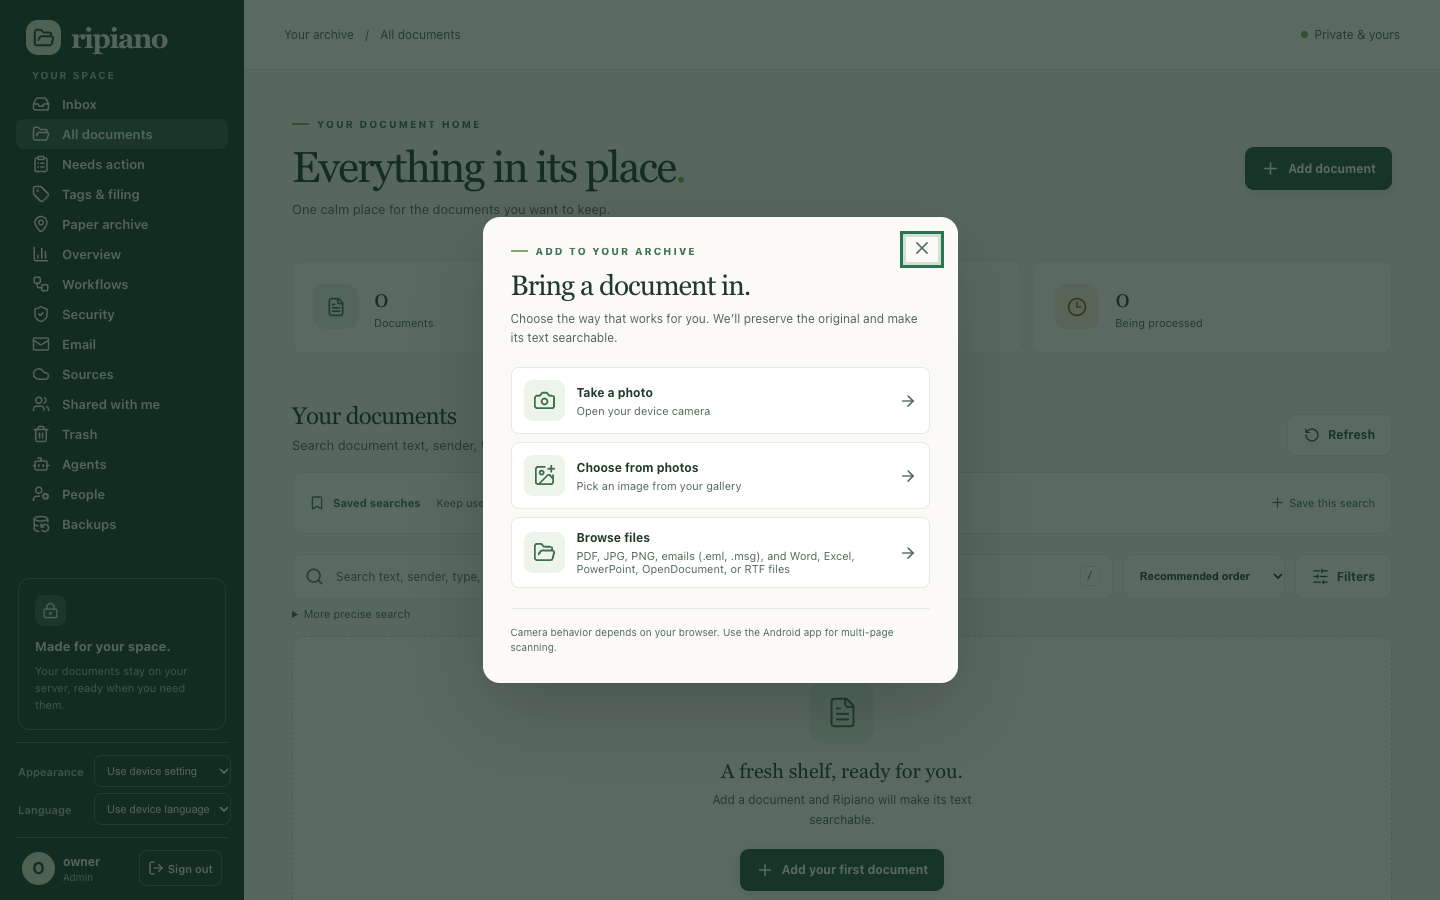 ripiano
YOUR SPACE
Inbox
All documents
Needs action
Tags & filing
Paper archive
Overview
Workflows
Security
Email
Sources
Shared with me
Trash
Agents
People
Backups
Made for your space.
Your documents stay on your
server, ready when you need
them.
Appearance
Use device setting
Language
Use device language
O
owner
Admin
Sign out
Your archive / All documents
Private & yours
YOUR DOCUMENT HOME
Everything in its place.
One calm place for the documents you want to keep.
Add document
0
Documents
0
Being processed
Your documents
Search document text, sender,
Refresh
Saved searches
Keep
Save this search
Search text, sender, type,
/
Recommended order
Filters
More precise search
ADD TO YOUR ARCHIVE
Bring a document in.
Choose the way that works for you. We'll preserve the original and make
its text searchable.
Take a photo
Open your device camera
Choose from photos
Pick an image from your gallery
Browse files
PDF, JPG, PNG, emails (.eml, .msg), and Word, Excel,
PowerPoint, OpenDocument, or RTF files
Camera behavior depends on your browser. Use the Android app for multi-page
scanning.
A fresh shelf, ready for you.
Add a document and Ripiano will make its text
searchable.
Add your first document